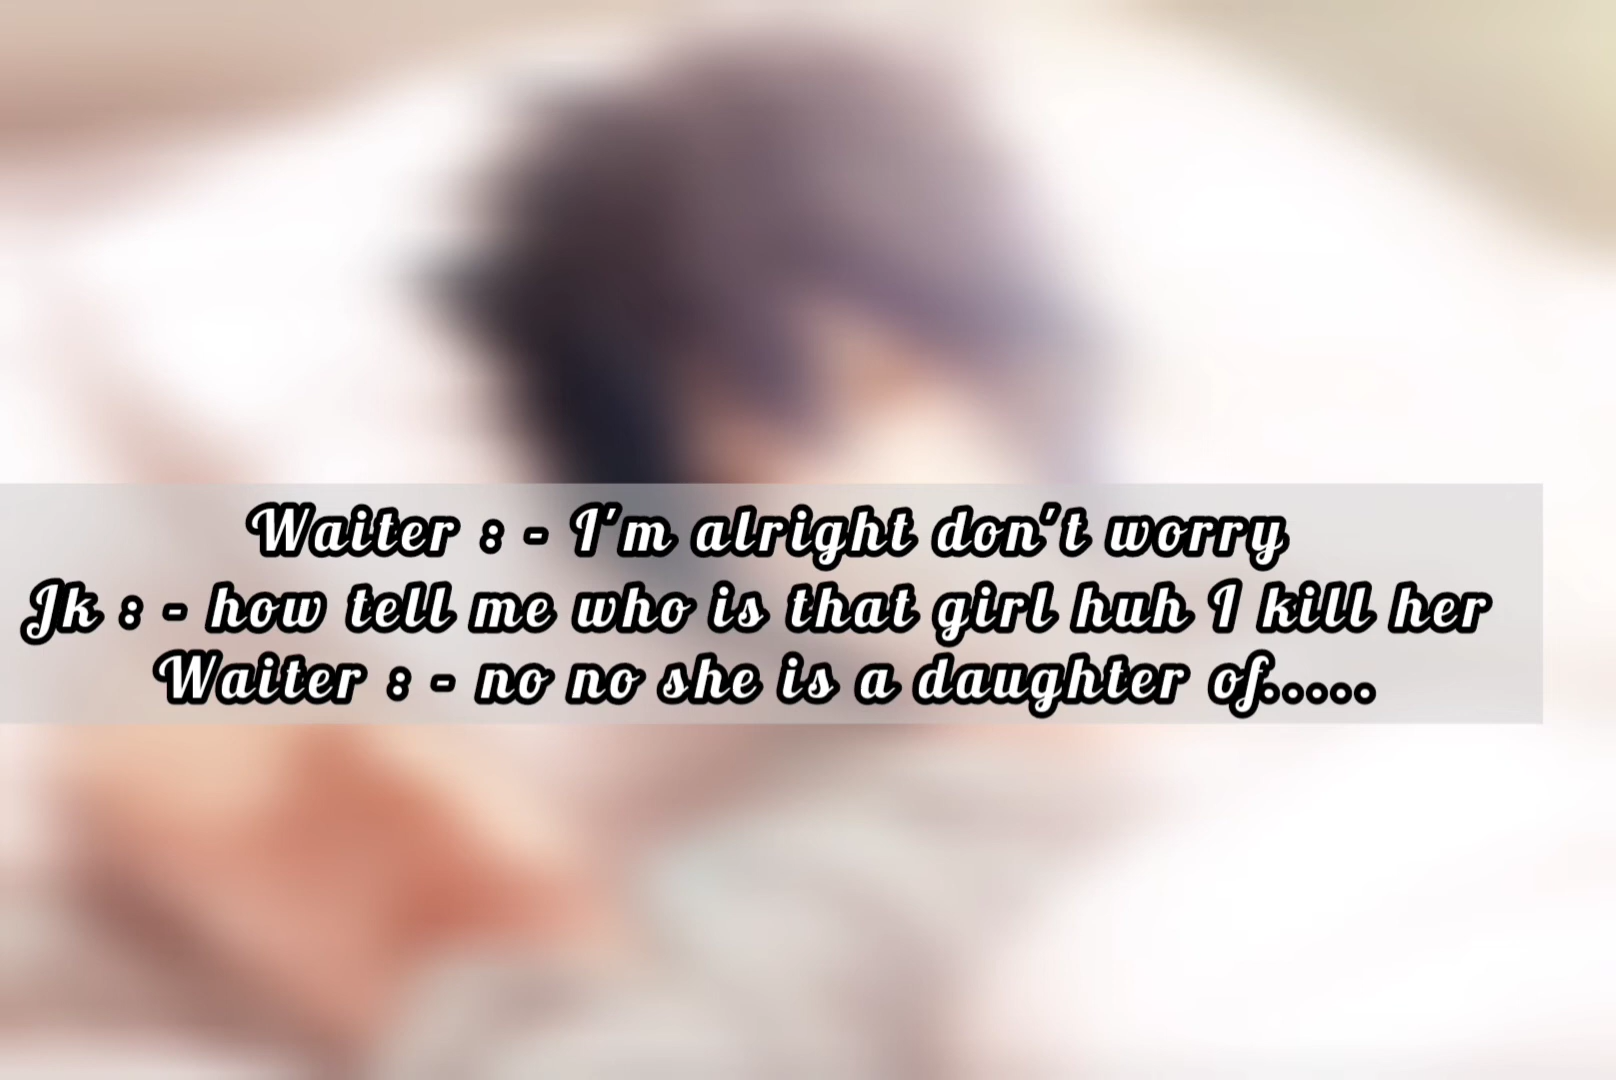 Waiter : - I'm alright don't worry
Jk : - how tell me who is that girl huh I kill her
Waiter : - no no she is a daughter of.....